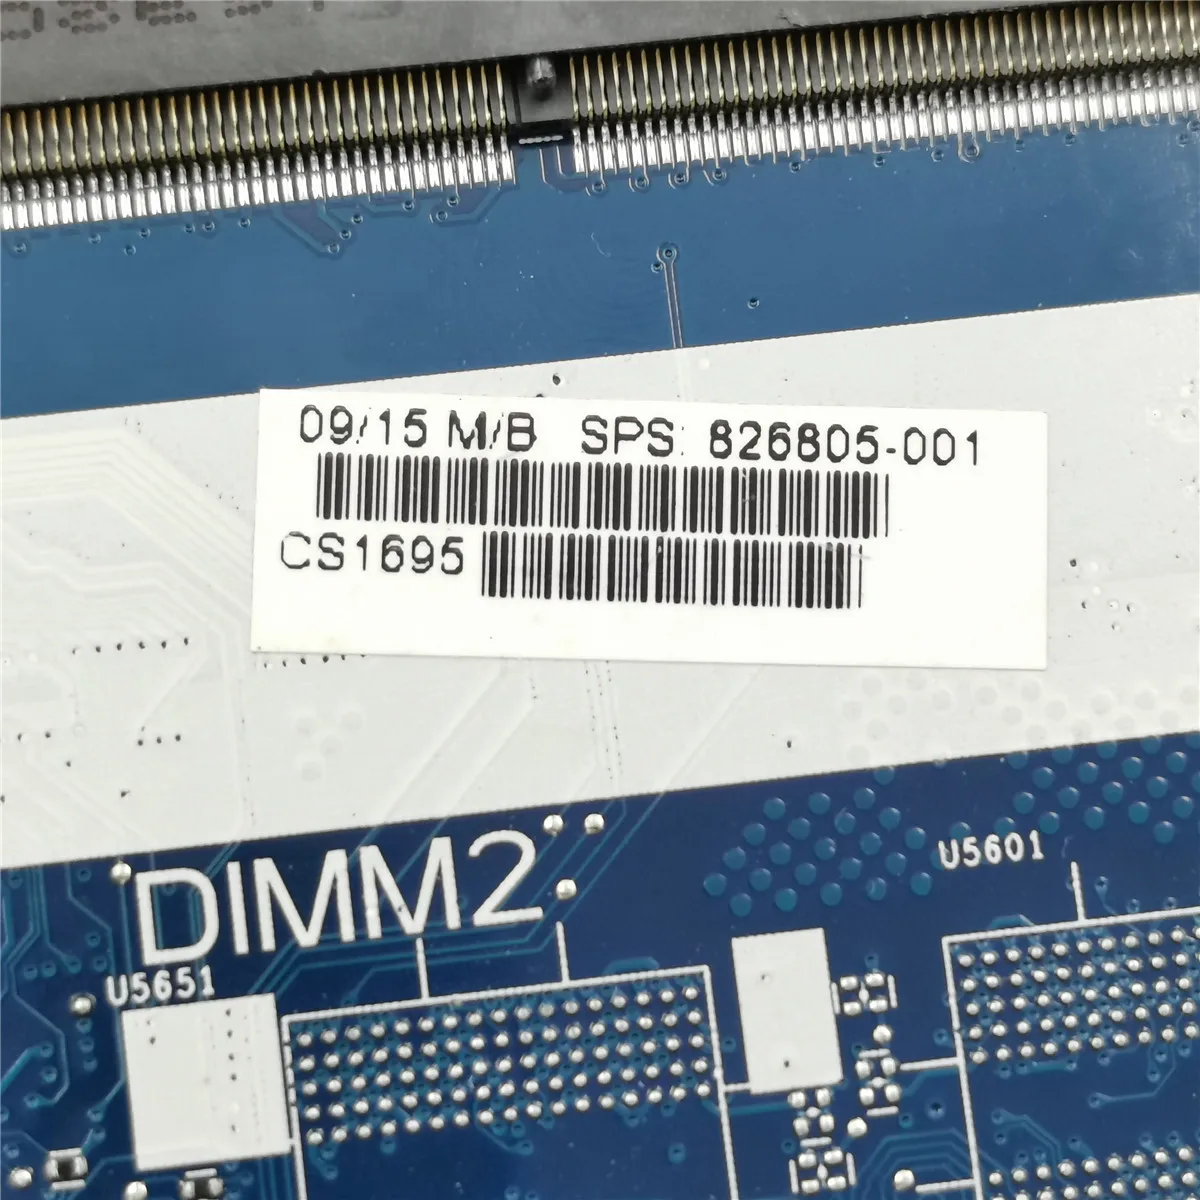 09/15 M/B SPS: 826805-001
CS1695
DIMM2
U5601
U5651